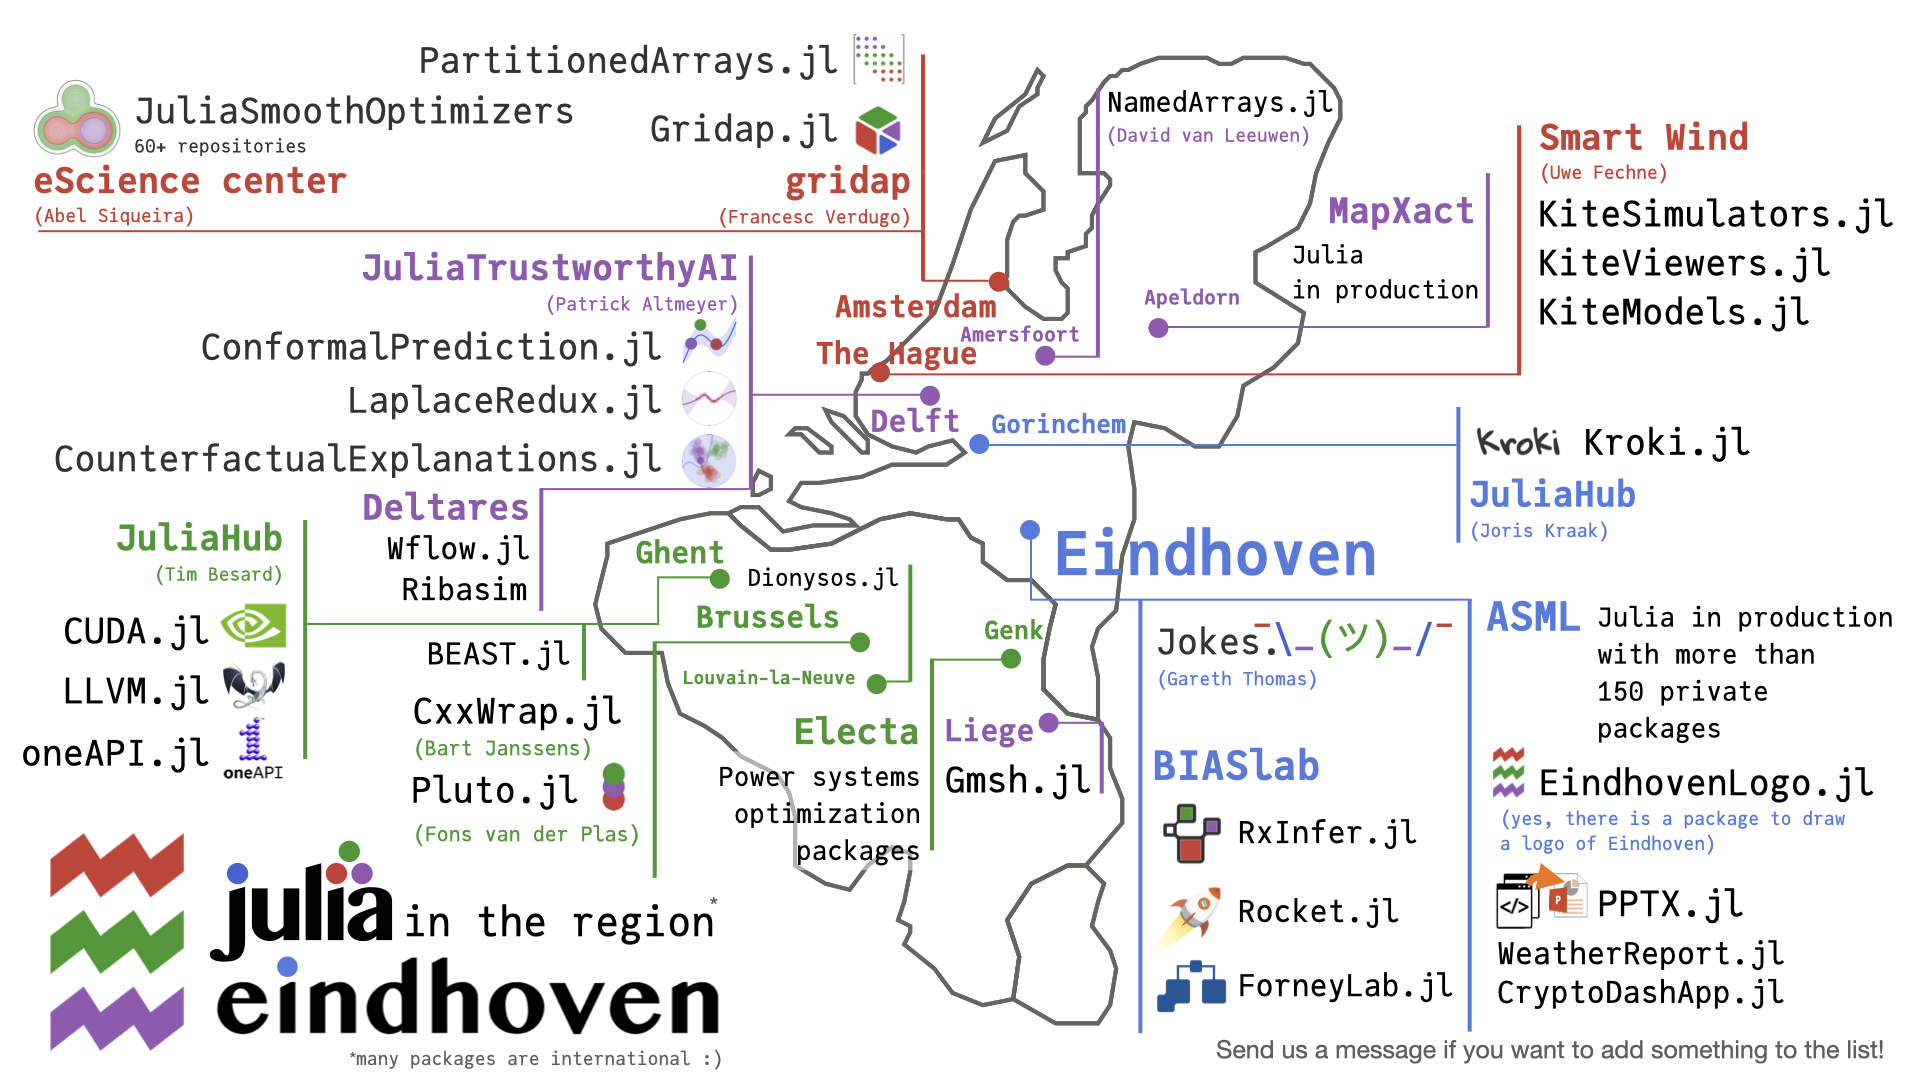 PartitionedArrays.jl
JuliaSmoothOptimizers
60+ repositories
Gridap.jl
eScience center
(Abel Siqueira)
gridap
(Francesc Verdugo)
NamedArrays.jl
(David van Leeuwen)
Smart Wind
(Uwe Fechne)
KiteSimulators.jl
KiteViewers.jl
KiteModels.jl
MapXact
Julia
in production
Apeldorn
Amsterdam
Amersfoort
The Hague
JuliaTrustworthyAI
(Patrick Altmeyer)
ConformalPrediction.jl
LaplaceRedux.jl
CounterfactualExplanations.jl
Delft
Gorinchem
Kroki Kroki.jl
JuliaHub
(Joris Kraak)
Deltares
Wflow.jl
Ribasim
JuliaHub
(Tim Besard)
CUDA.jl
LLVM.jl
oneAPI.jl
1
oneAPI
Ghent
BEAST.jl
Dionysos.jl
Brussels
Louvain-la-Neuve
CxxWrap.jl
(Bart Janssens)
Pluto.jl
(Fons van der Plas)
Genk
Electa
Power systems
optimization
packages
Liege
Gmsh.jl
Eindhoven
Jokes.¯\_(ツ)_/¯
(Gareth Thomas)
BIASlab
RxInfer.jl
Rocket.jl
ForneyLab.jl
ASML
Julia in production
with more than
150 private
packages
EindhovenLogo.jl
(yes, there is a package to draw
a logo of Eindhoven)
</> P PPTX.jl
WeatherReport.jl
CryptoDashApp.jl
julia in the region*
eindhoven
*many packages are international :)
Send us a message if you want to add something to the list!